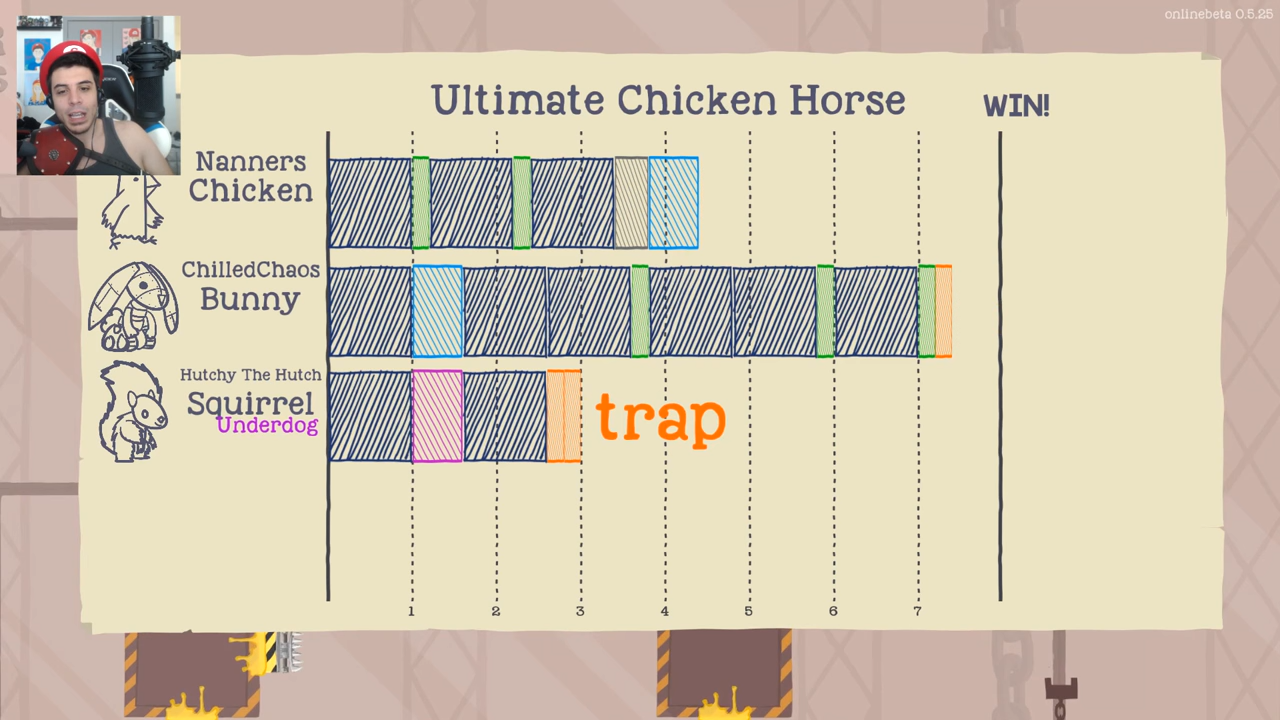 onlinebeta 0.5.25
Ultimate Chicken Horse
WIN!
Nanners
Chicken
ChilledChaos
Bunny
Hutchy The Hutch
Squirrel
Underdog
trap
1 2 3 4 5 6 7